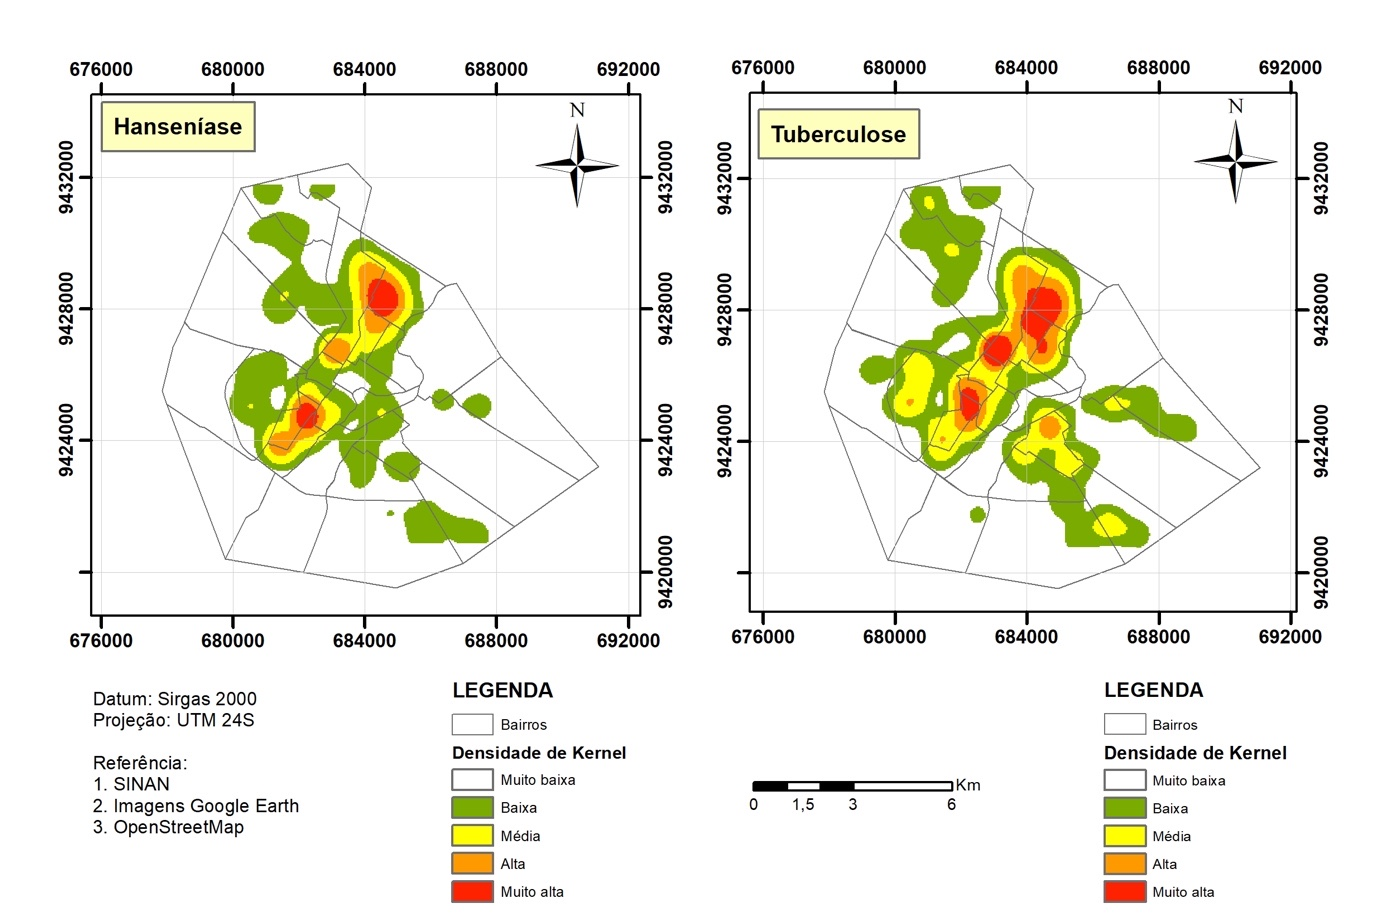 676000 680000 684000 688000 692000
676000 680000 684000 688000 692000
Hanseníase
N
Tuberculose
N
9432000
9432000
9432000
9432000
9428000
9428000
9428000
9428000
9424000
9424000
9424000
9424000
9420000
9420000
676000 680000 684000 688000 692000
676000 680000 684000 688000 692000
Datum: Sirgas 2000
Projeção: UTM 24S
Referência:
1. SINAN
2. Imagens Google Earth
3. OpenStreetMap
LEGENDA
Bairros
Densidade de Kernel
Muito baixa
Baixa
Média
Alta
Muito alta
Km
0 1,5 3 6
LEGENDA
Bairros
Densidade de Kernel
Muito baixa
Baixa
Média
Alta
Muito alta